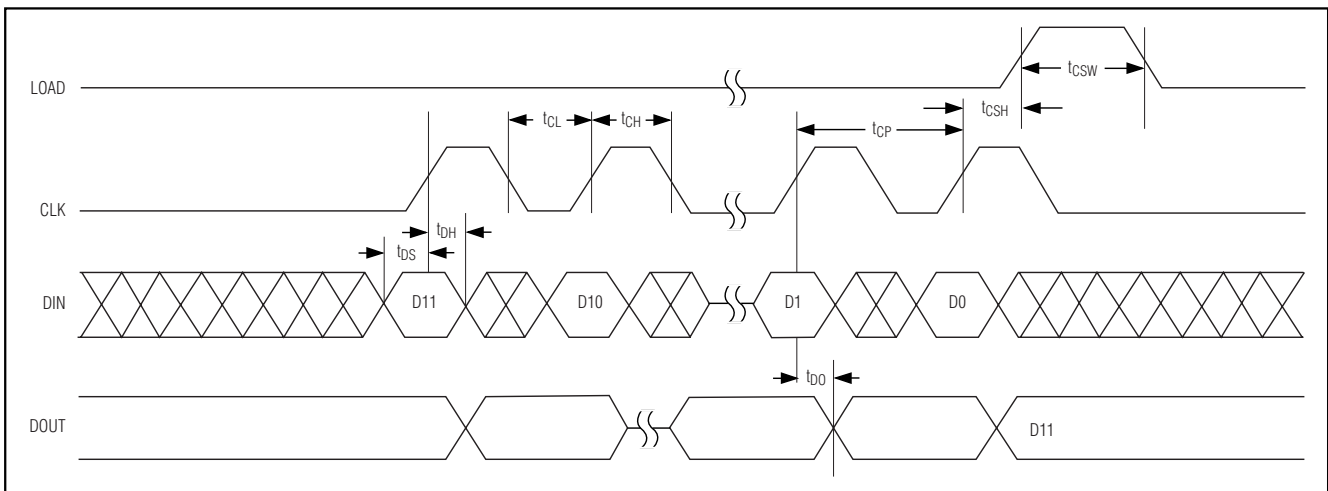 LOAD
tCSW
tCSH
tCL
tCH
tCP
CLK
tDH
tDS
DIN
D11
D10
D1
D0
tDO
DOUT
D11